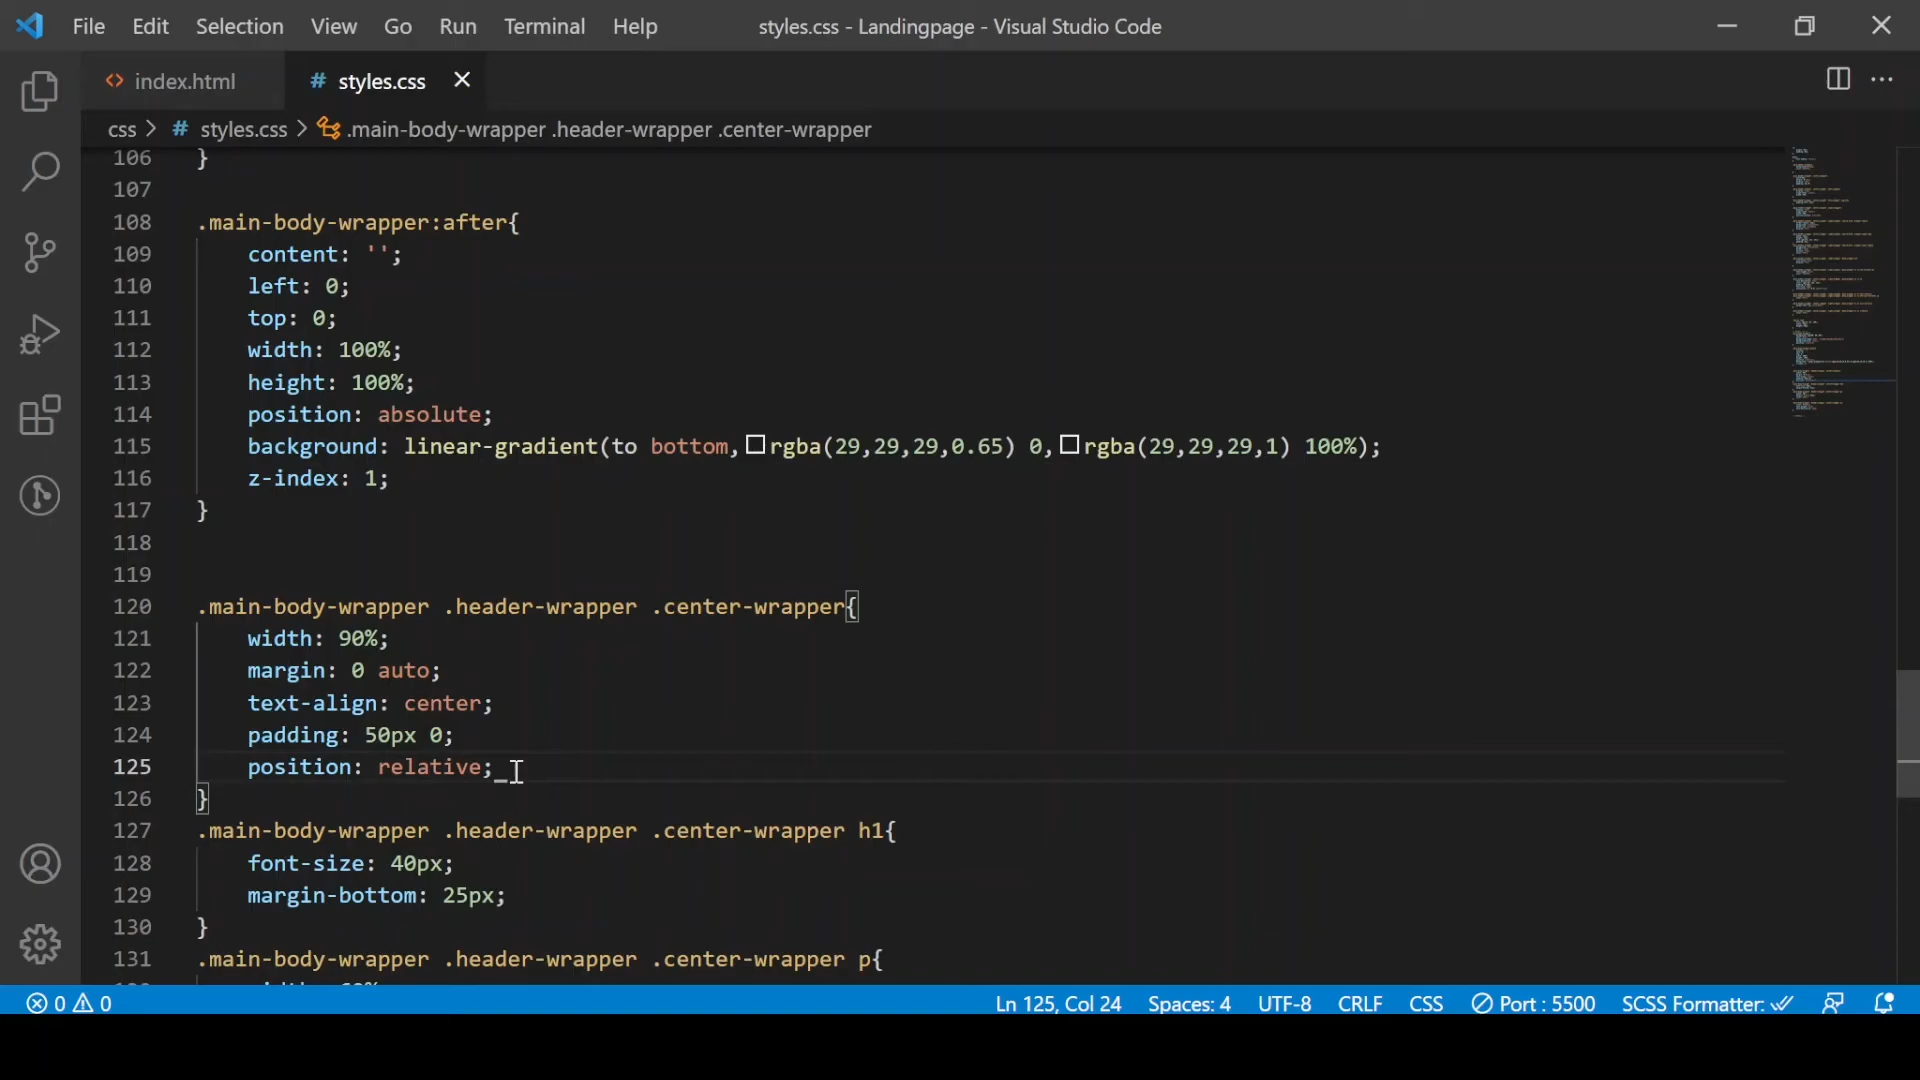 File Edit Selection View Go Run Terminal Help styles.css - Landingpage - Visual Studio Code
<> index.html # styles.css
css > # styles.css > .main-body-wrapper .header-wrapper .center-wrapper
106 }
107
108 .main-body-wrapper:after{
109 content: '';
110 left: 0;
111 top: 0;
112 width: 100%;
113 height: 100%;
114 position: absolute;
115 background: linear-gradient(to bottom,rgba(29,29,29,0.65) 0,rgba(29,29,29,1) 100%);
116 z-index: 1;
117 }
118
119
120 .main-body-wrapper .header-wrapper .center-wrapper{
121 width: 90%;
122 margin: 0 auto;
123 text-align: center;
124 padding: 50px 0;
125 position: relative;
126 }
127 .main-body-wrapper .header-wrapper .center-wrapper h1{
128 font-size: 40px;
129 margin-bottom: 25px;
130 }
131 .main-body-wrapper .header-wrapper .center-wrapper p{
0 0 Ln 125, Col 24 Spaces: 4 UTF-8 CRLF CSS Port : 5500 SCSS Formatter: